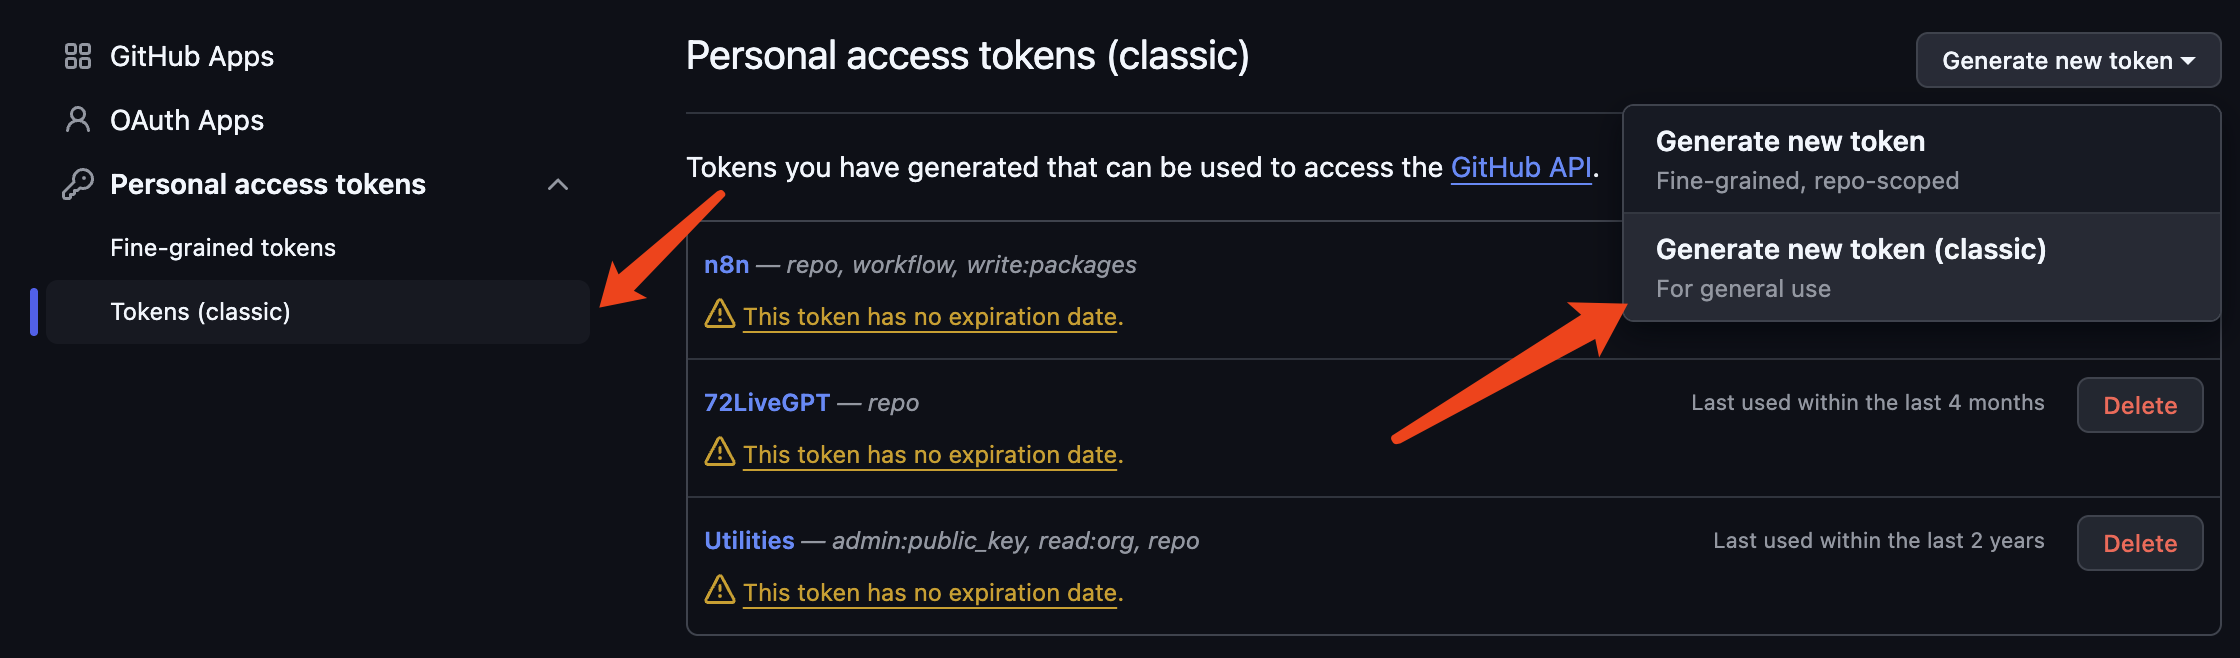 GitHub Apps
OAuth Apps
Personal access tokens
Fine-grained tokens
Tokens (classic)
Personal access tokens (classic)
Generate new token
Generate new token
Fine-grained, repo-scoped
Generate new token (classic)
For general use
Tokens you have generated that can be used to access the GitHub API.
n8n — repo, workflow, write:packages
This token has no expiration date.
72LiveGPT — repo
Last used within the last 4 months
Delete
This token has no expiration date.
Utilities — admin:public_key, read:org, repo
Last used within the last 2 years
Delete
This token has no expiration date.